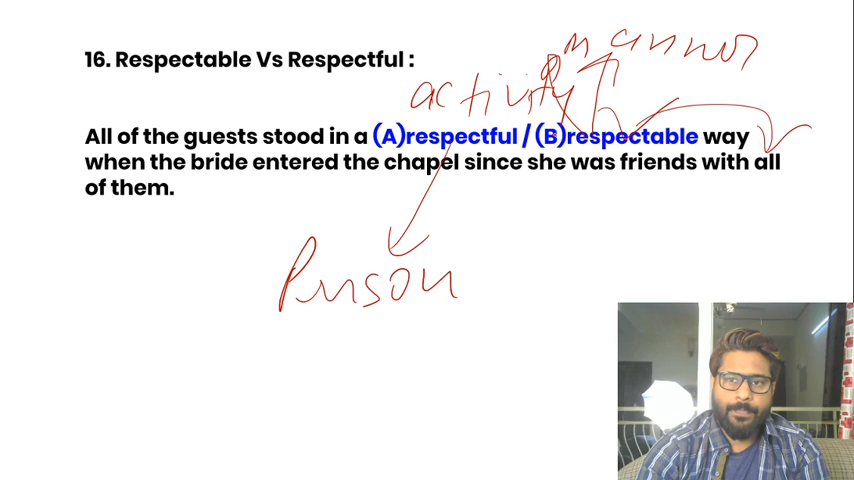 16. Respectable Vs Respectful :
manner
activity
All of the guests stood in a (A)respectful / (B)respectable way
when the bride entered the chapel since she was friends with all
of them.
Person